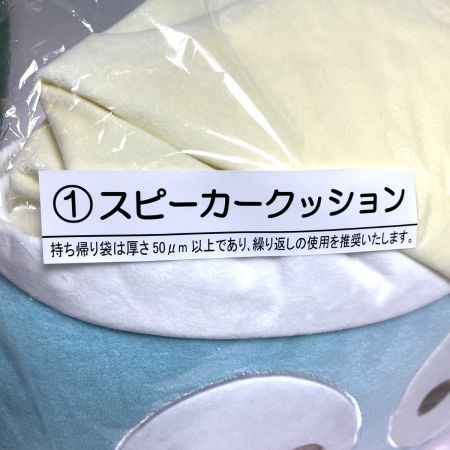 ①スピーカークッション
持ち帰り袋は厚さ50μm以上であり、繰り返しの使用を推奨いたします。